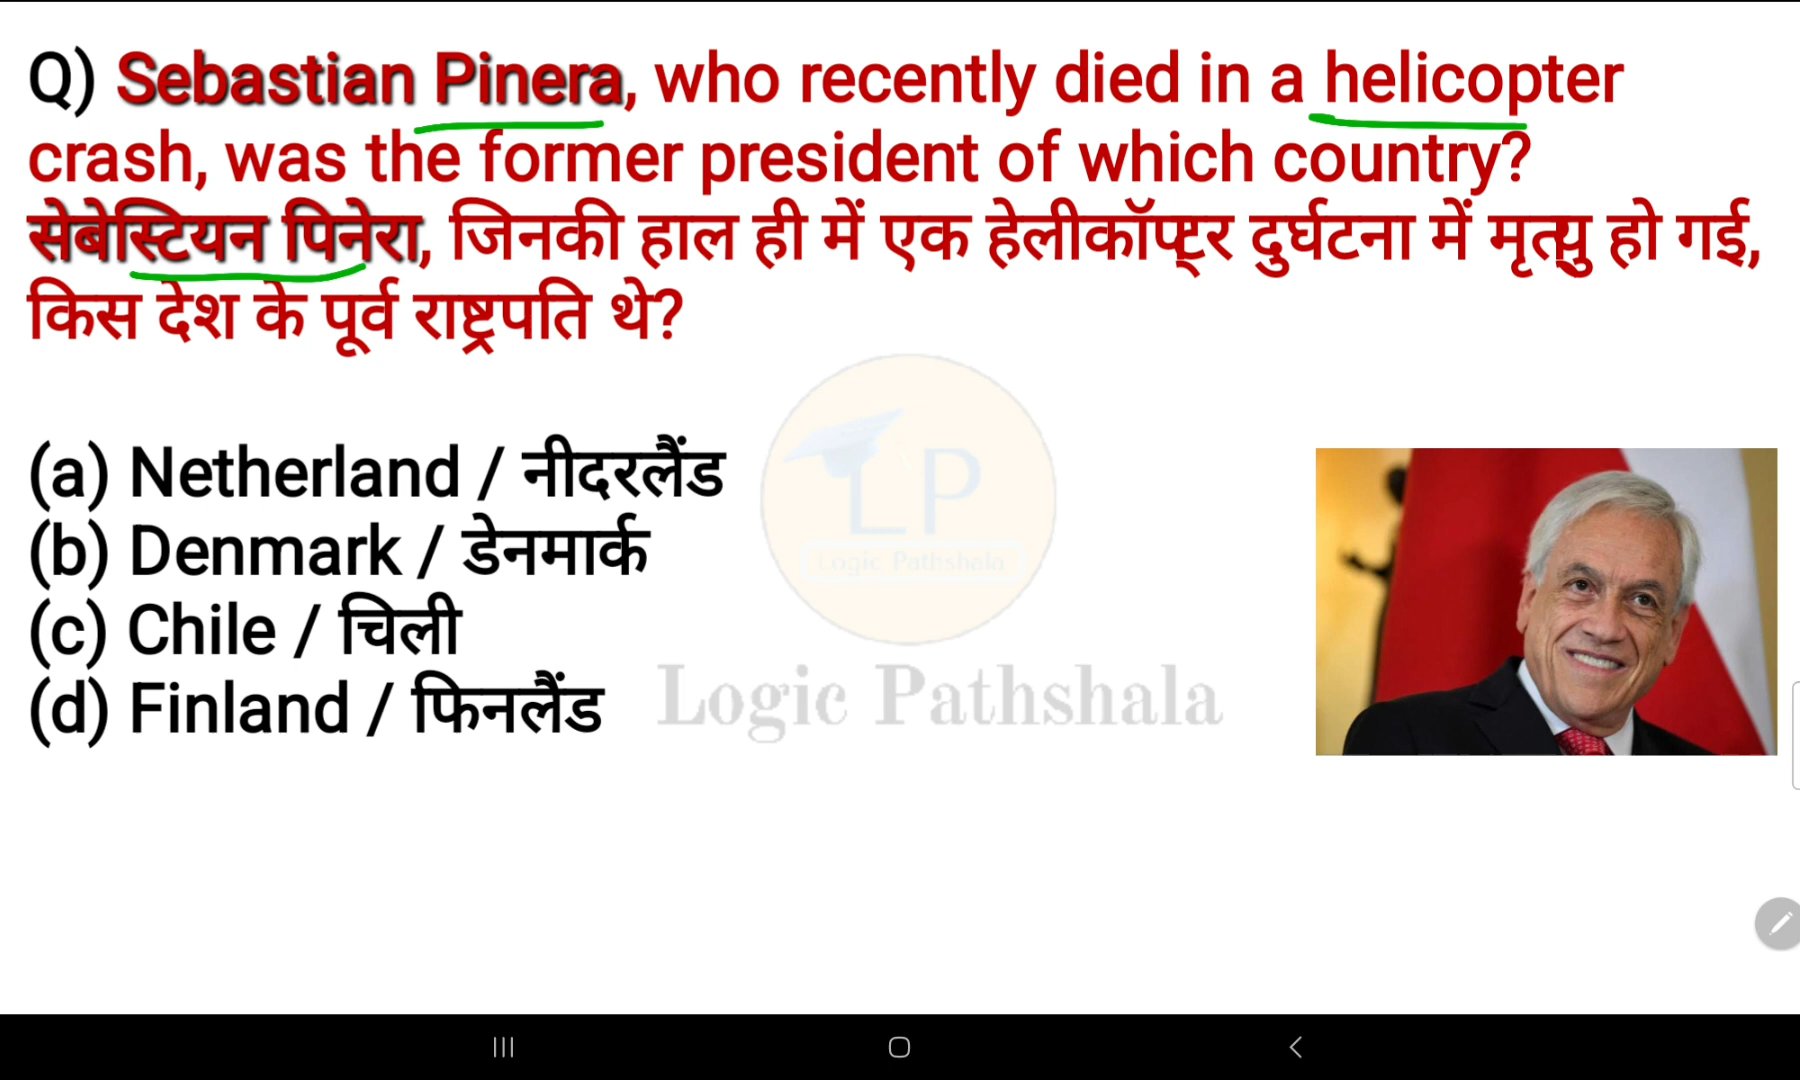 Q) Sebastian Pinera, who recently died in a helicopter
crash, was the former president of which country?
सेबेस्टियन पिनेरा, जिनकी हाल ही में एक हेलीकॉप्टर दुर्घटना में मृत्यु हो गई,
किस देश के पूर्व राष्ट्रपति थे?
(a) Netherland / नीदरलैंड
(b) Denmark / डेनमार्क
(c) Chile / चिली
(d) Finland / फिनलैंड
LP
Logic Pathshala
Logic Pathshala